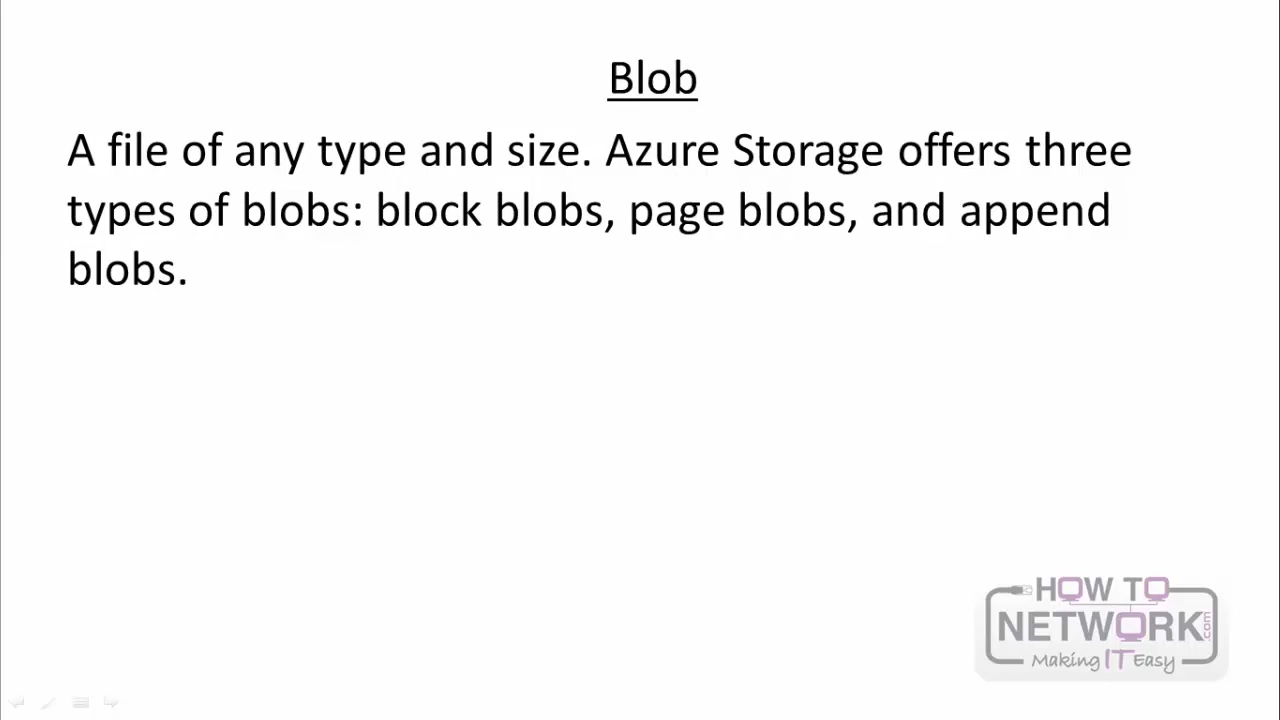 Blob
A file of any type and size. Azure Storage offers three
types of blobs: block blobs, page blobs, and append
blobs.
HOW TO
NETWORK.com
Making IT Easy